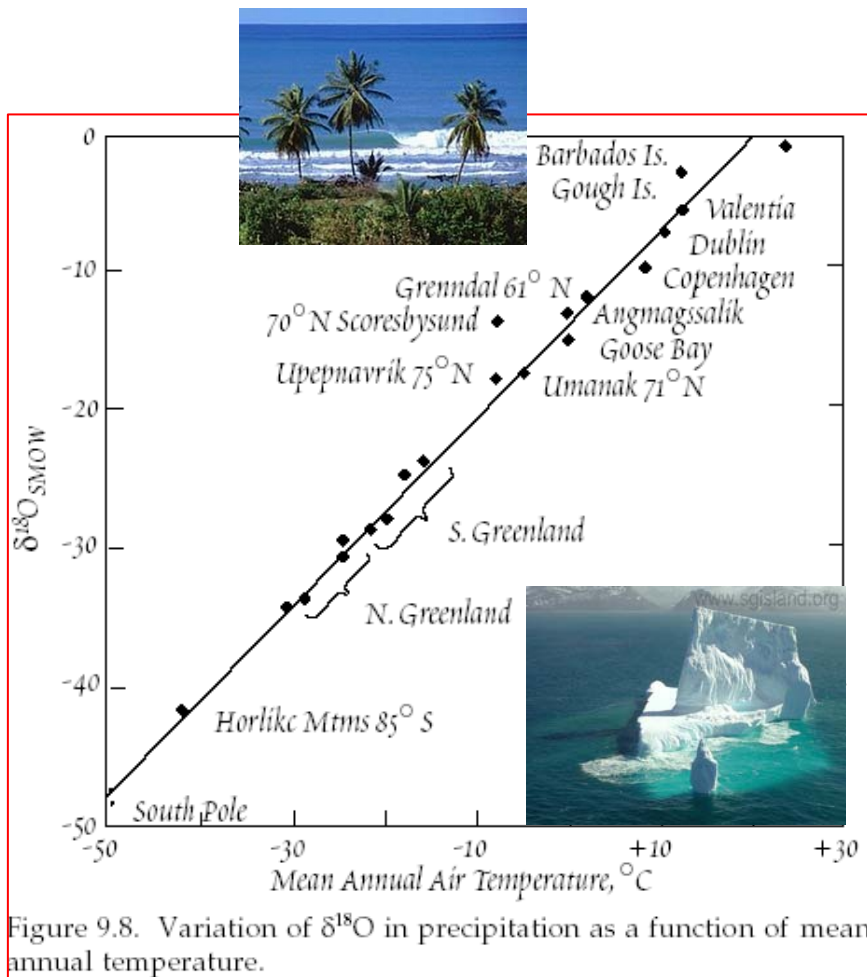 0
Barbados Is.
Gough Is.
Valentia
Dublin
-10
Copenhagen
Grenndal 61° N
Angmagssalik
70° N Scoresbysund
Goose Bay
Upepnavrik 75° N
Umanak 71° N
-20
δ¹⁸O SMOW
S. Greenland
-30
www.sgisland.org
N. Greenland
-40
Horlikc Mtms 85° S
South Pole
-50
-50 -30 -10 +10 +30
Mean Annual Air Temperature, °C
Figure 9.8. Variation of δ¹⁸O in precipitation as a function of mean
annual temperature.